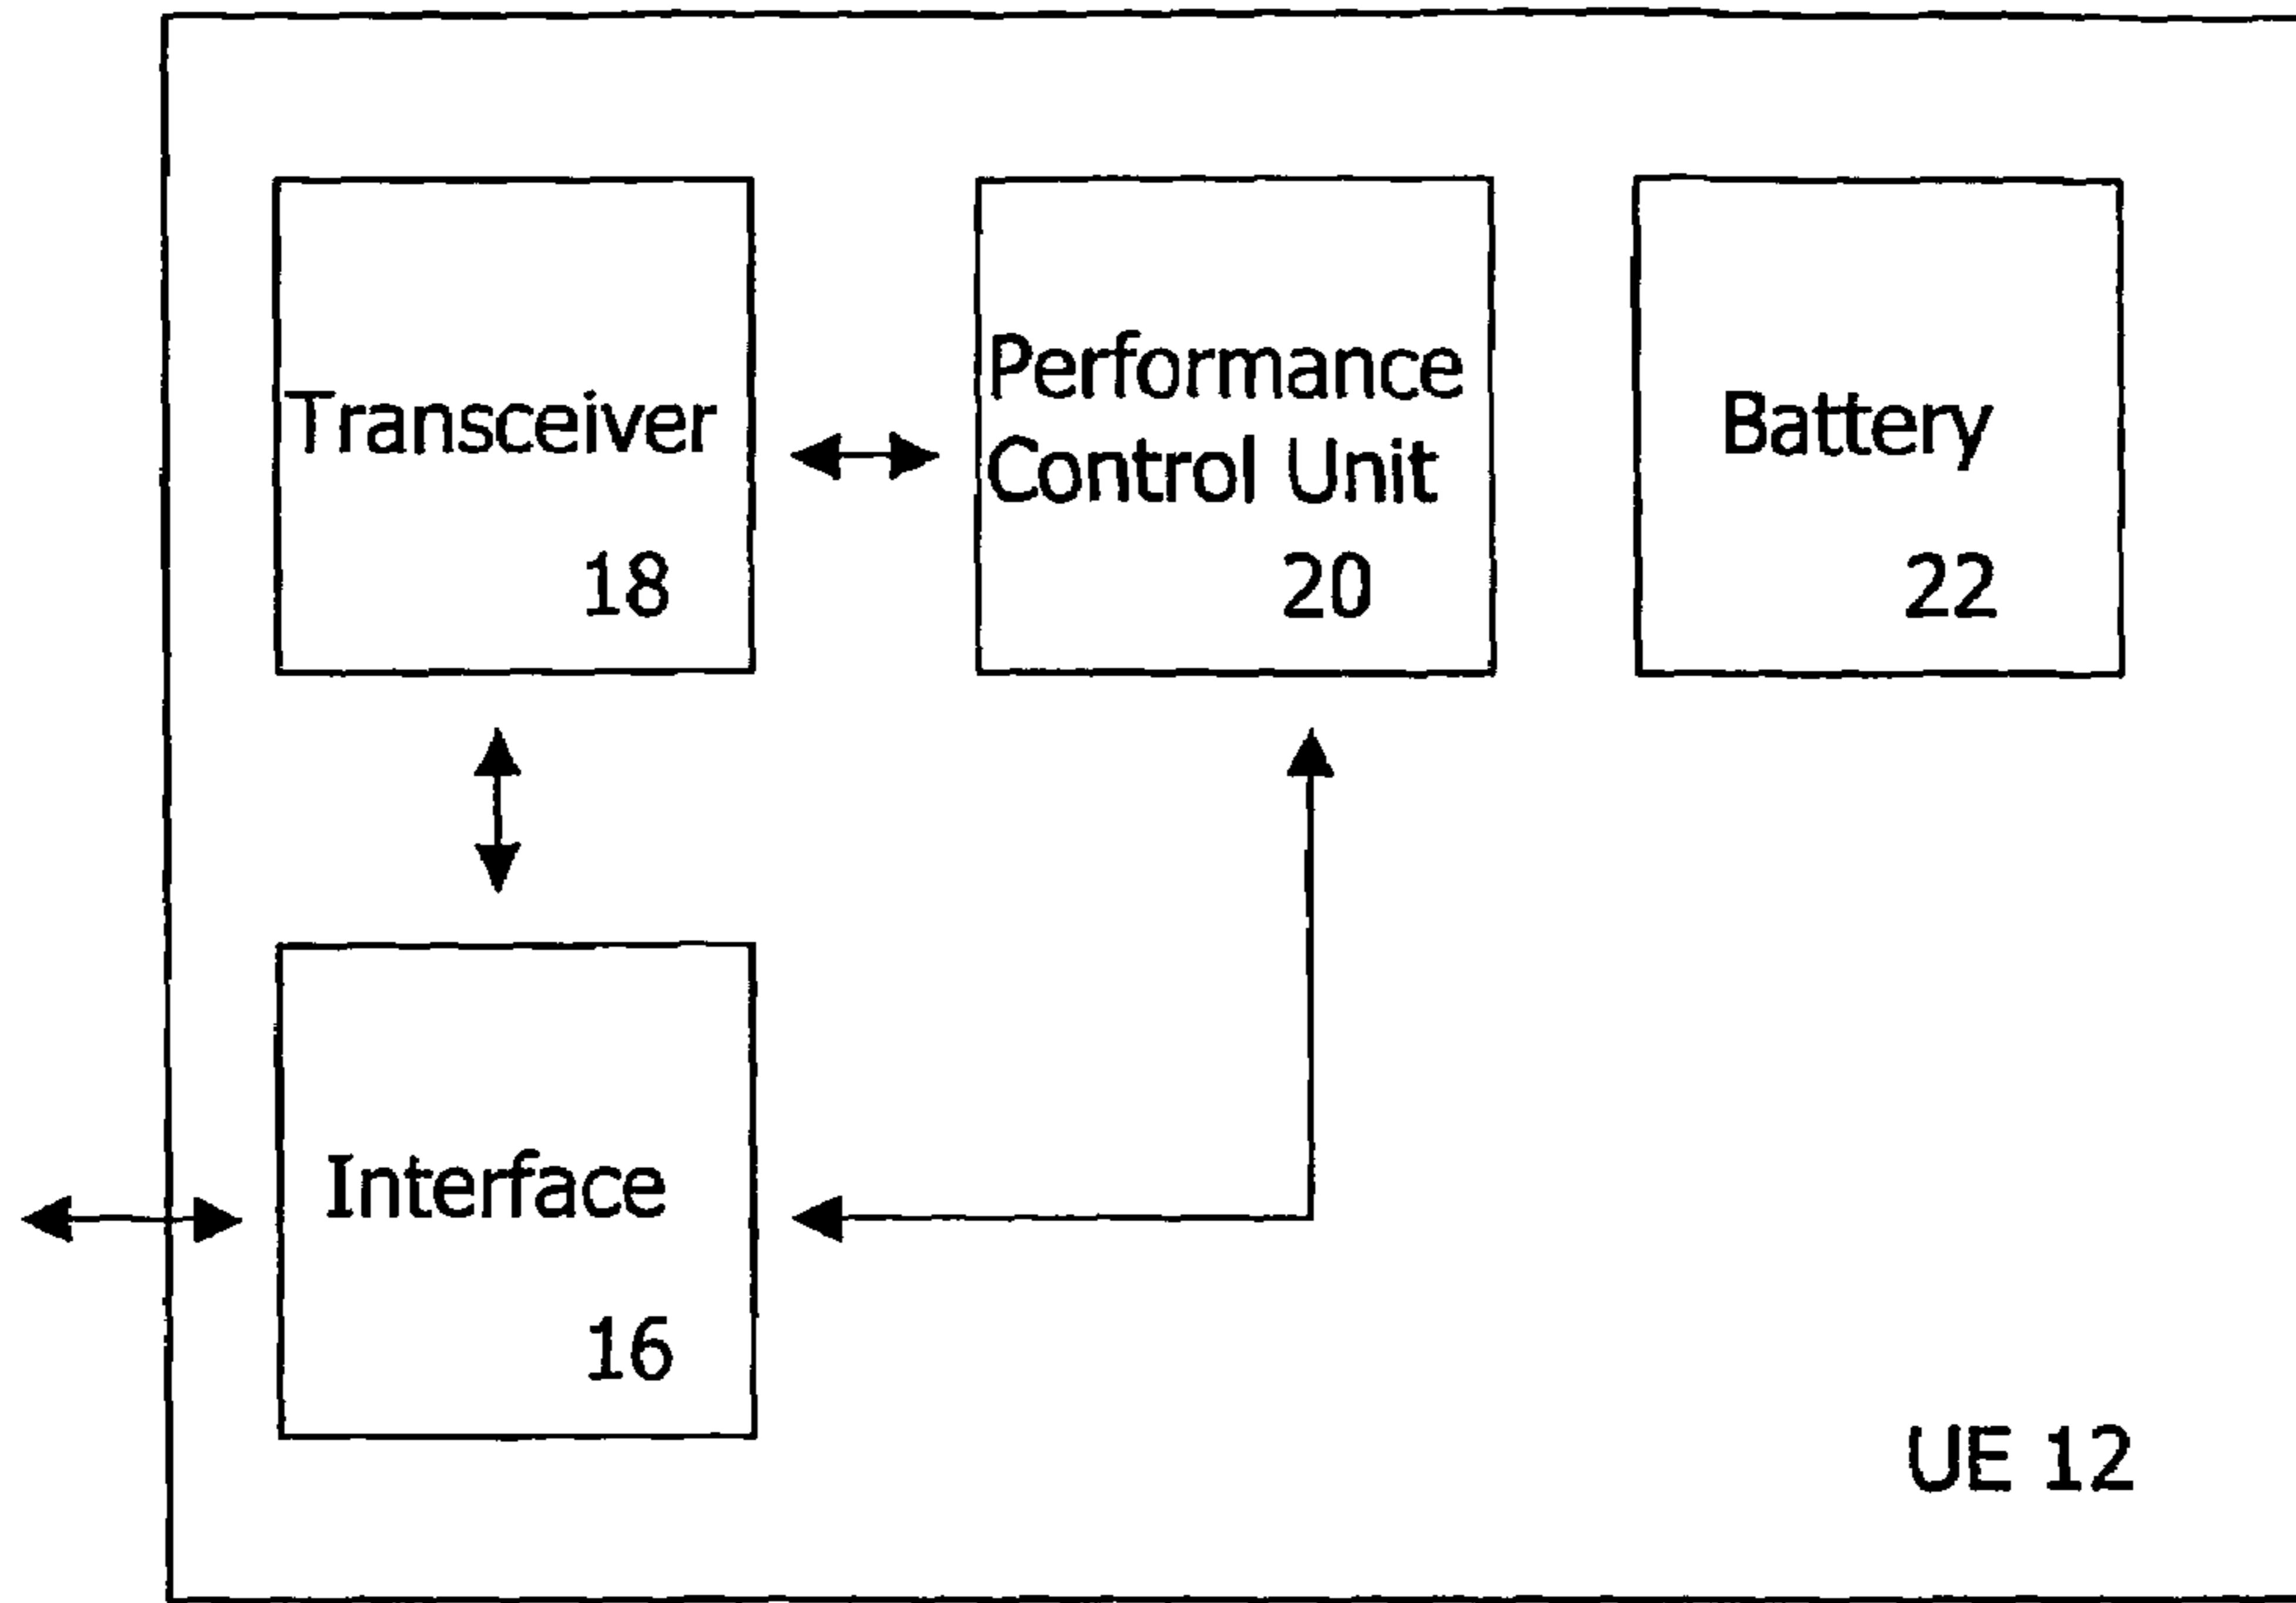 Transceiver
18
Performance
Control Unit
20
Battery
22
Interface
16
UE 12